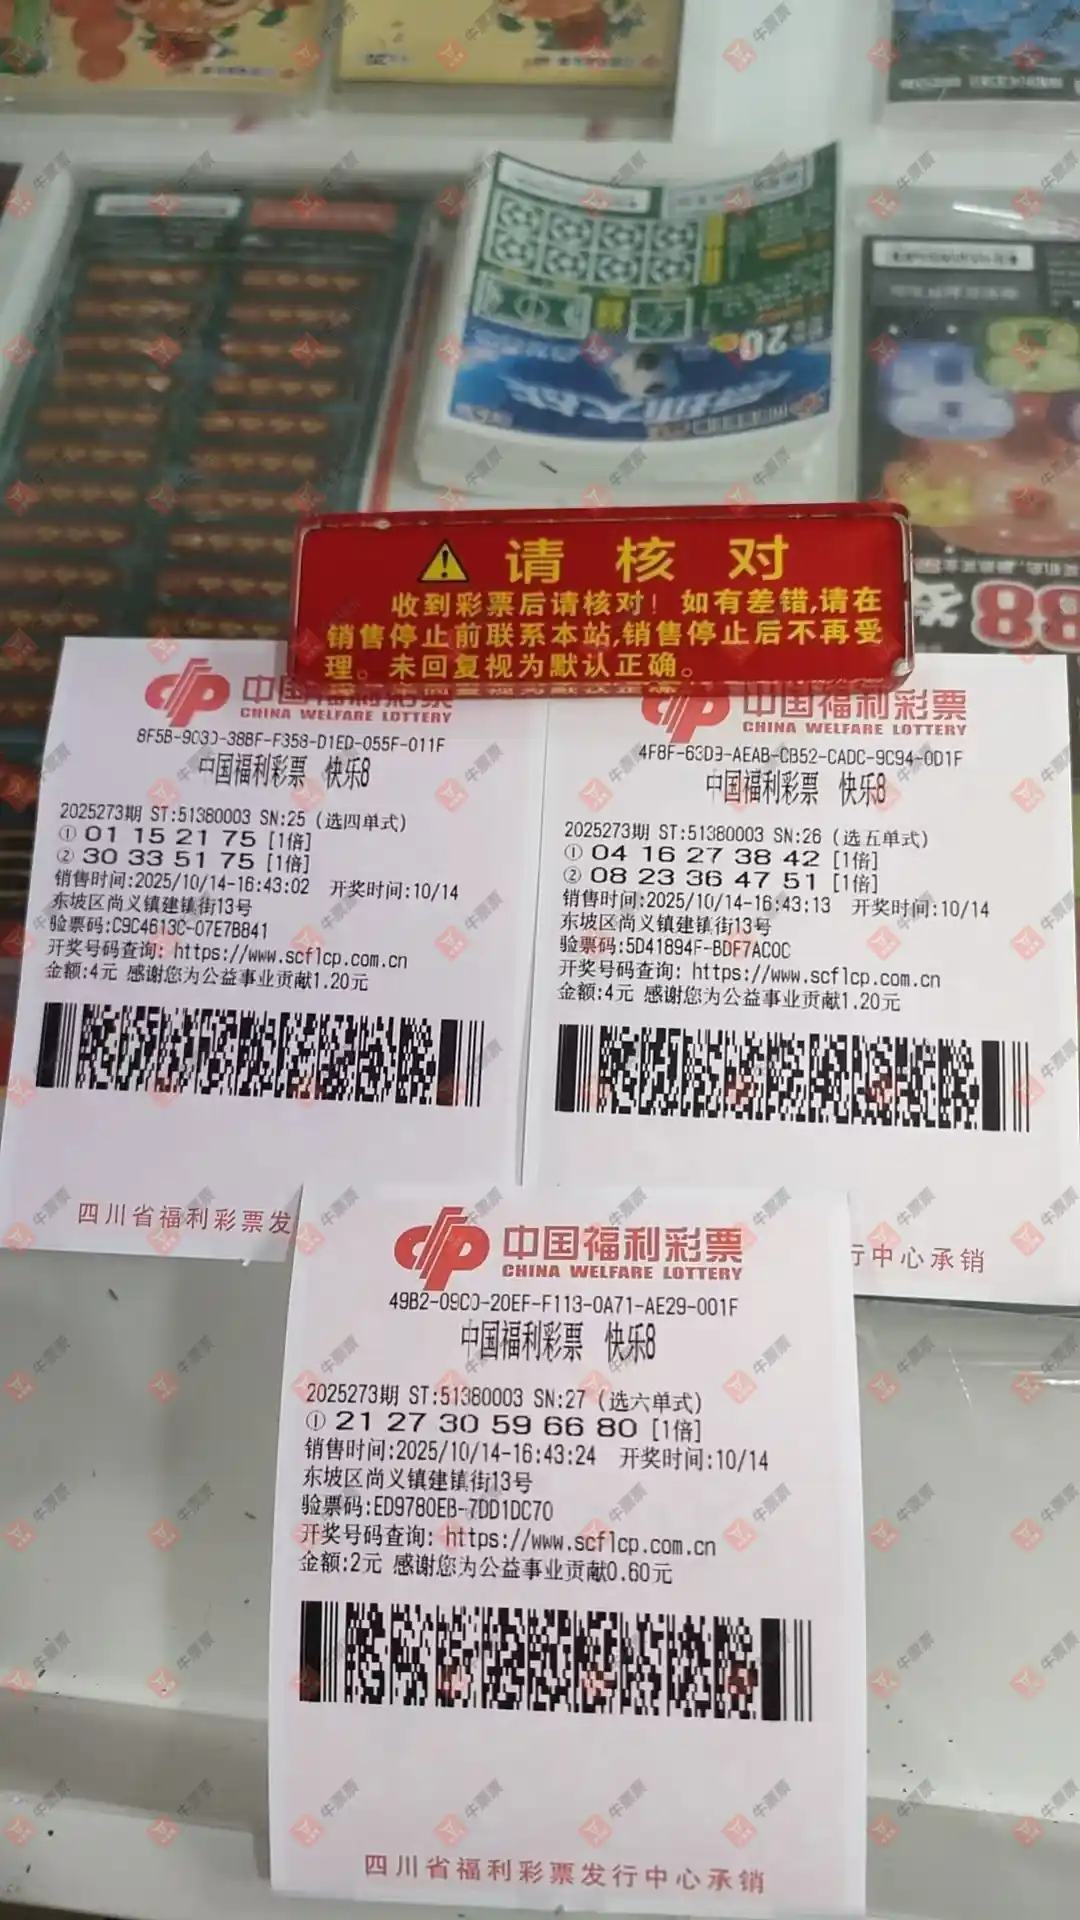 请核对
收到彩票后请核对！如有差错,请在
销售停止前联系本站,销售停止后不再受
理。未回复视为默认正确。
中国福利彩票
CHINA WELFARE LOTTERY
8F5B-9C3D-38BF-F358-D1ED-055F-011F
中国福利彩票 快乐8
2025273期 ST:51380003 SN:25 (选四单式)
① 01 15 21 75 [1倍]
② 30 33 51 75 [1倍]
销售时间:2025/10/14-16:43:02 开奖时间:10/14
东坡区尚义镇建镇街13号
验票码:C9C4613C-07E7B841
开奖号码查询: https://www.scflcp.com.cn
金额:4元 感谢您为公益事业贡献1.20元
四川省福利彩票发
中国福利彩票
CHINA WELFARE LOTTERY
4F8F-63D3-AEAB-CB52-CADC-9C94-0D1F
中国福利彩票 快乐8
2025273期 ST:51380003 SN:26 (选五单式)
① 04 16 27 38 42 [1倍]
② 08 23 36 47 51 [1倍]
销售时间:2025/10/14-16:43:13 开奖时间:10/14
东坡区尚义镇建镇街13号
验票码:5D41894F-BDF7AC0C
开奖号码查询: https://www.scflcp.com.cn
金额:4元 感谢您为公益事业贡献1.20元
行中心承销
中国福利彩票
CHINA WELFARE LOTTERY
49B2-09C0-20EF-F113-0A71-AE29-001F
中国福利彩票 快乐8
2025273期 ST:51380003 SN:27 (选六单式)
① 21 27 30 59 66 80 [1倍]
销售时间:2025/10/14-16:43:24 开奖时间:10/14
东坡区尚义镇建镇街13号
验票码:ED9780EB-7DD1DC70
开奖号码查询: https://www.scflcp.com.cn
金额:2元 感谢您为公益事业贡献0.60元
四川省福利彩票发行中心承销
牛票票